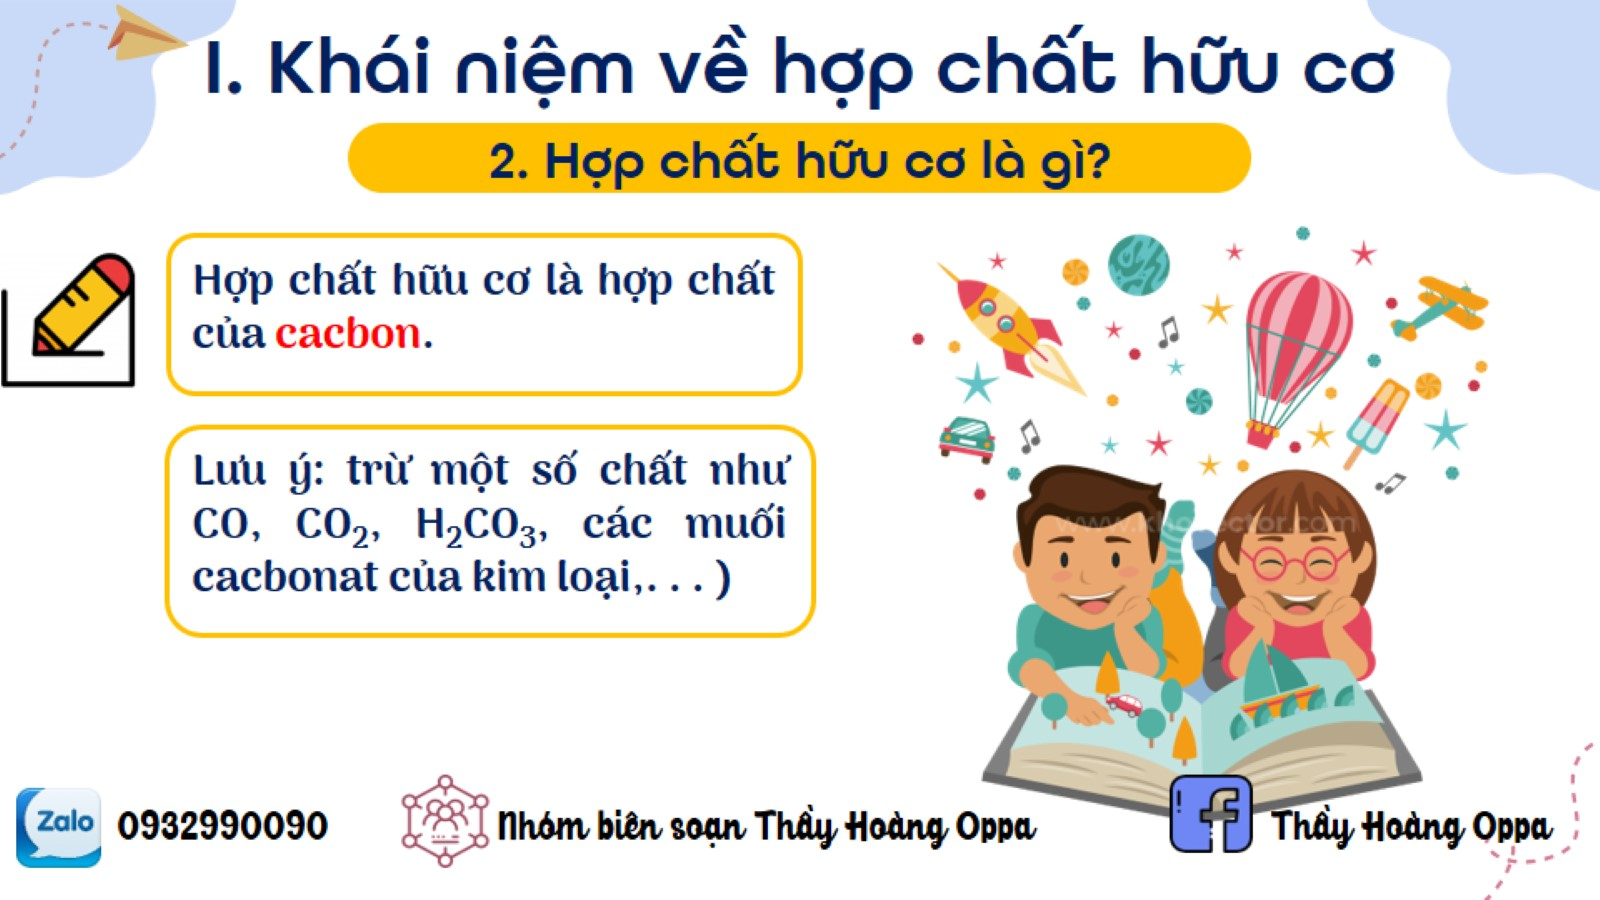 I. Khái niệm về hợp chất hữu cơ
2. Hợp chất hữu cơ là gì?
Hợp chất hữu cơ là hợp chất
của cacbon.
Lưu ý: trừ một số chất như
CO, CO₂, H₂CO₃, các muối
cacbonat của kim loại,. . . )
Zalo
0932990090
Nhóm biên soạn Thầy Hoàng Oppa
Thầy Hoàng Oppa